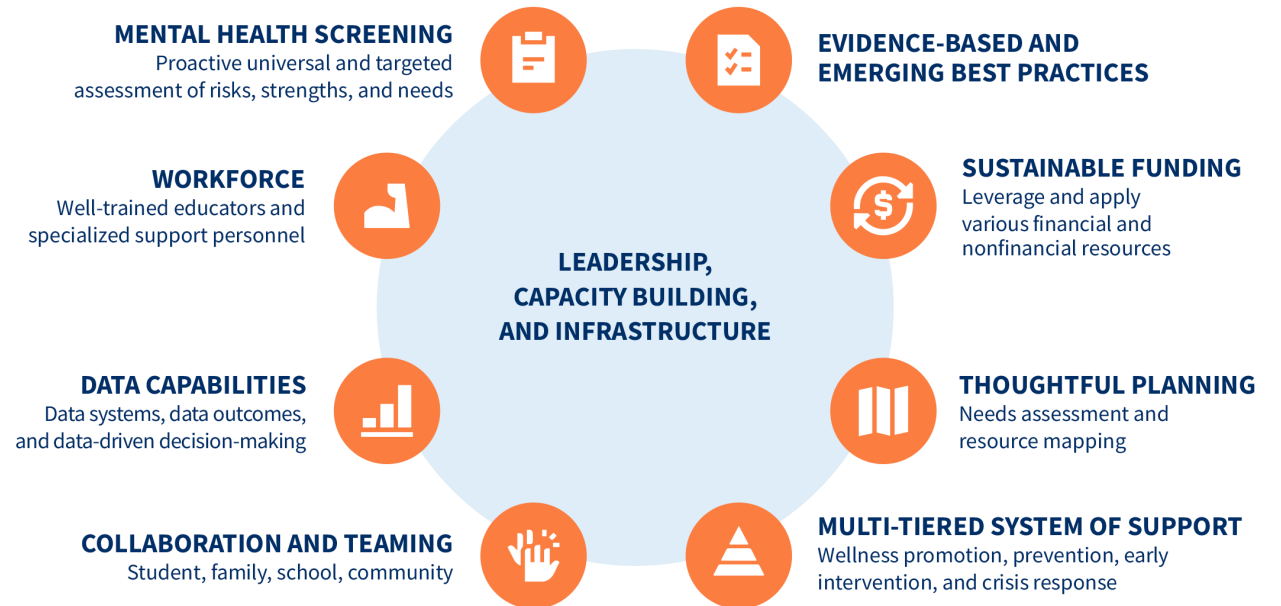 MENTAL HEALTH SCREENING
Proactive universal and targeted
assessment of risks, strengths, and needs
EVIDENCE-BASED AND
EMERGING BEST PRACTICES
WORKFORCE
Well-trained educators and
specialized support personnel
SUSTAINABLE FUNDING
Leverage and apply
various financial and
nonfinancial resources
LEADERSHIP,
CAPACITY BUILDING,
AND INFRASTRUCTURE
DATA CAPABILITIES
Data systems, data outcomes,
and data-driven decision-making
THOUGHTFUL PLANNING
Needs assessment and
resource mapping
COLLABORATION AND TEAMING
Student, family, school, community
MULTI-TIERED SYSTEM OF SUPPORT
Wellness promotion, prevention, early
intervention, and crisis response
$